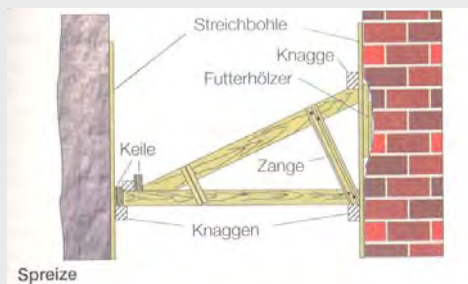 Streichbohle
Knagge
Futterhölzer
Keile
Zange
Knaggen
Spreize